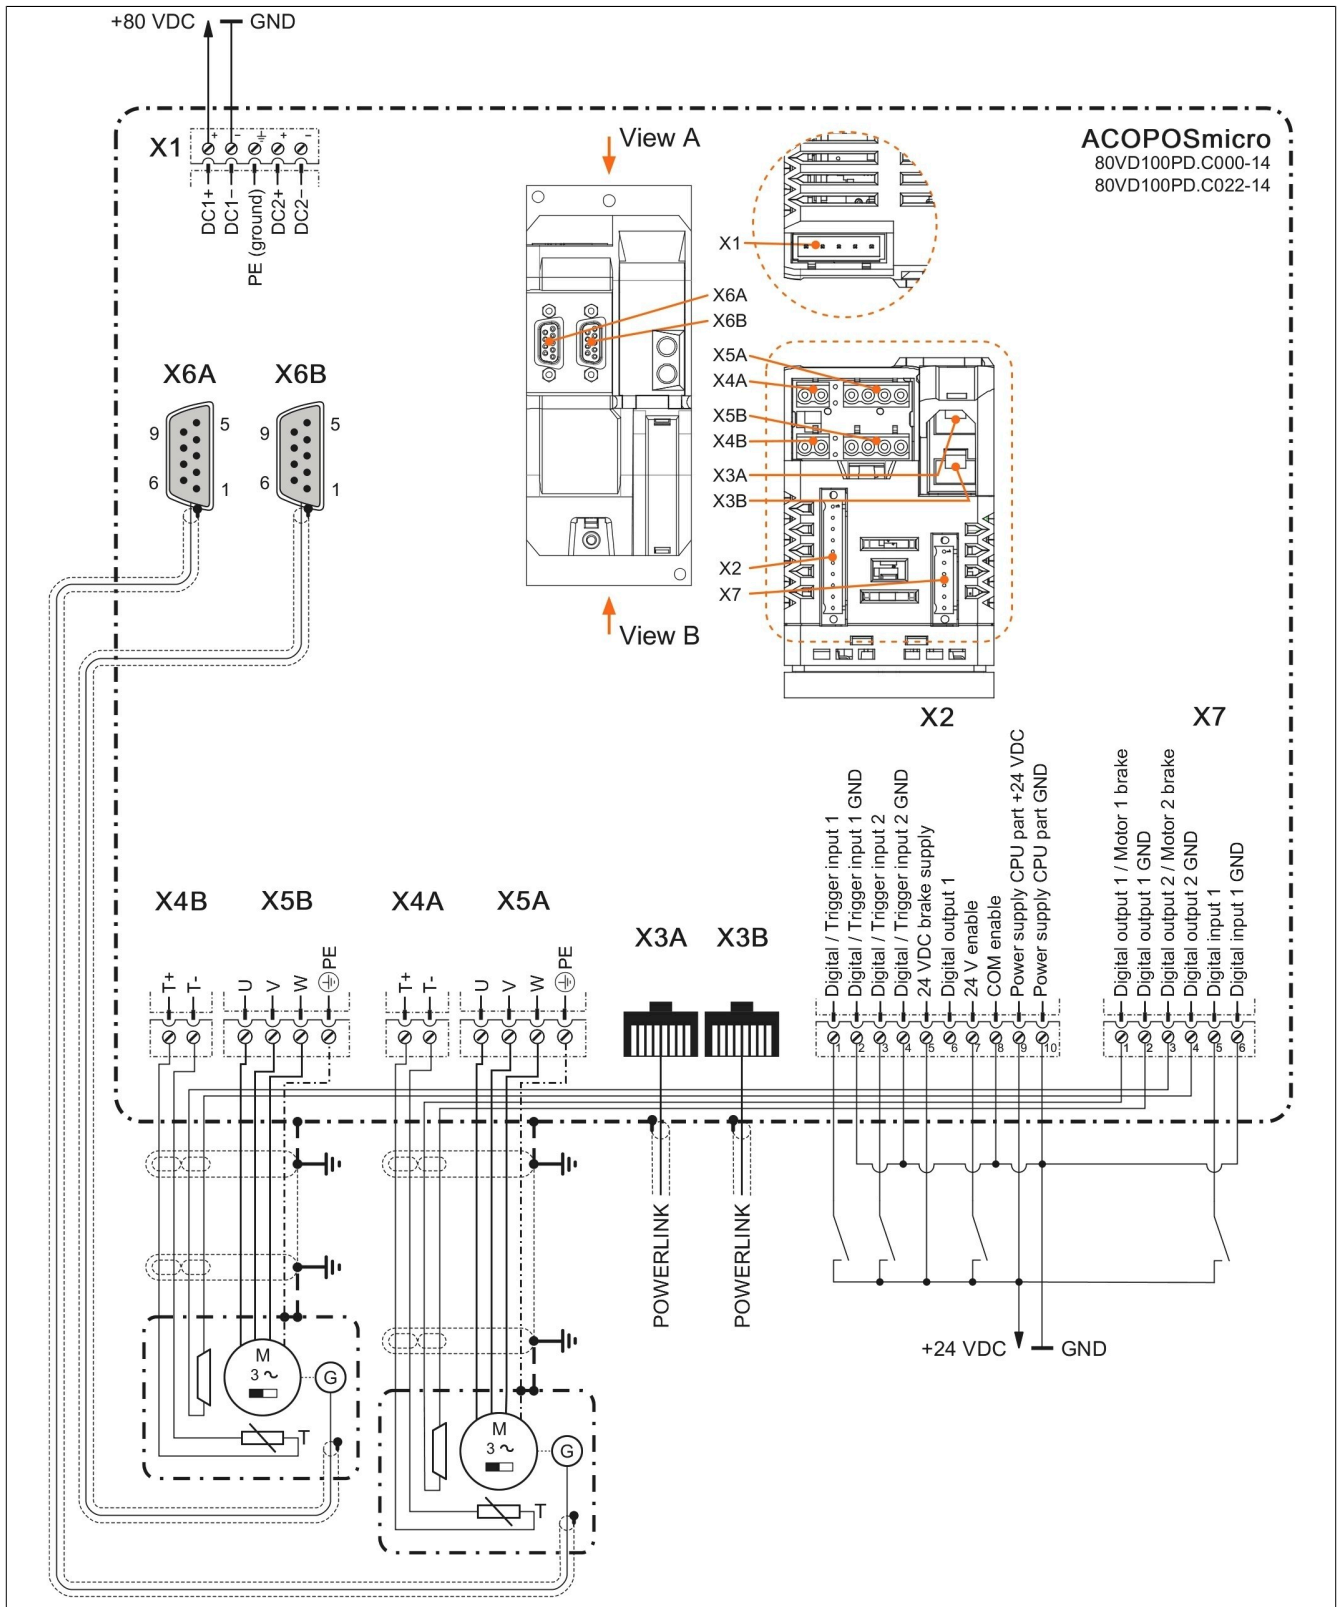 +80 VDC
GND
ACOPOSmicro
80VD100PD.C000-14
80VD100PD.C022-14
X1
+
-
+
-
DC1+
DC1-
PE (ground)
DC2+
DC2-
View A
X1
X6A
X6B
X5A
X4A
X5B
X4B
X3A
X3B
X2
X7
View B
X6A
9
5
6
1
X6B
9
5
6
1
X2
X7
Digital / Trigger input 1
Digital / Trigger input 1 GND
Digital / Trigger input 2
Digital / Trigger input 2 GND
24 VDC brake supply
Digital output 1
24 V enable
COM enable
Power supply CPU part +24 VDC
Power supply CPU part GND
1
2
3
4
5
6
7
8
9
10
Digital output 1 / Motor 1 brake
Digital output 1 GND
Digital output 2 / Motor 2 brake
Digital output 2 GND
Digital input 1
Digital input 1 GND
1
2
3
4
5
6
X4B
T+
T-
X5B
U
V
W
PE
X4A
T+
T-
X5A
U
V
W
PE
X3A
X3B
POWERLINK
POWERLINK
+24 VDC
GND
M
3 ~
G
T
M
3 ~
G
T